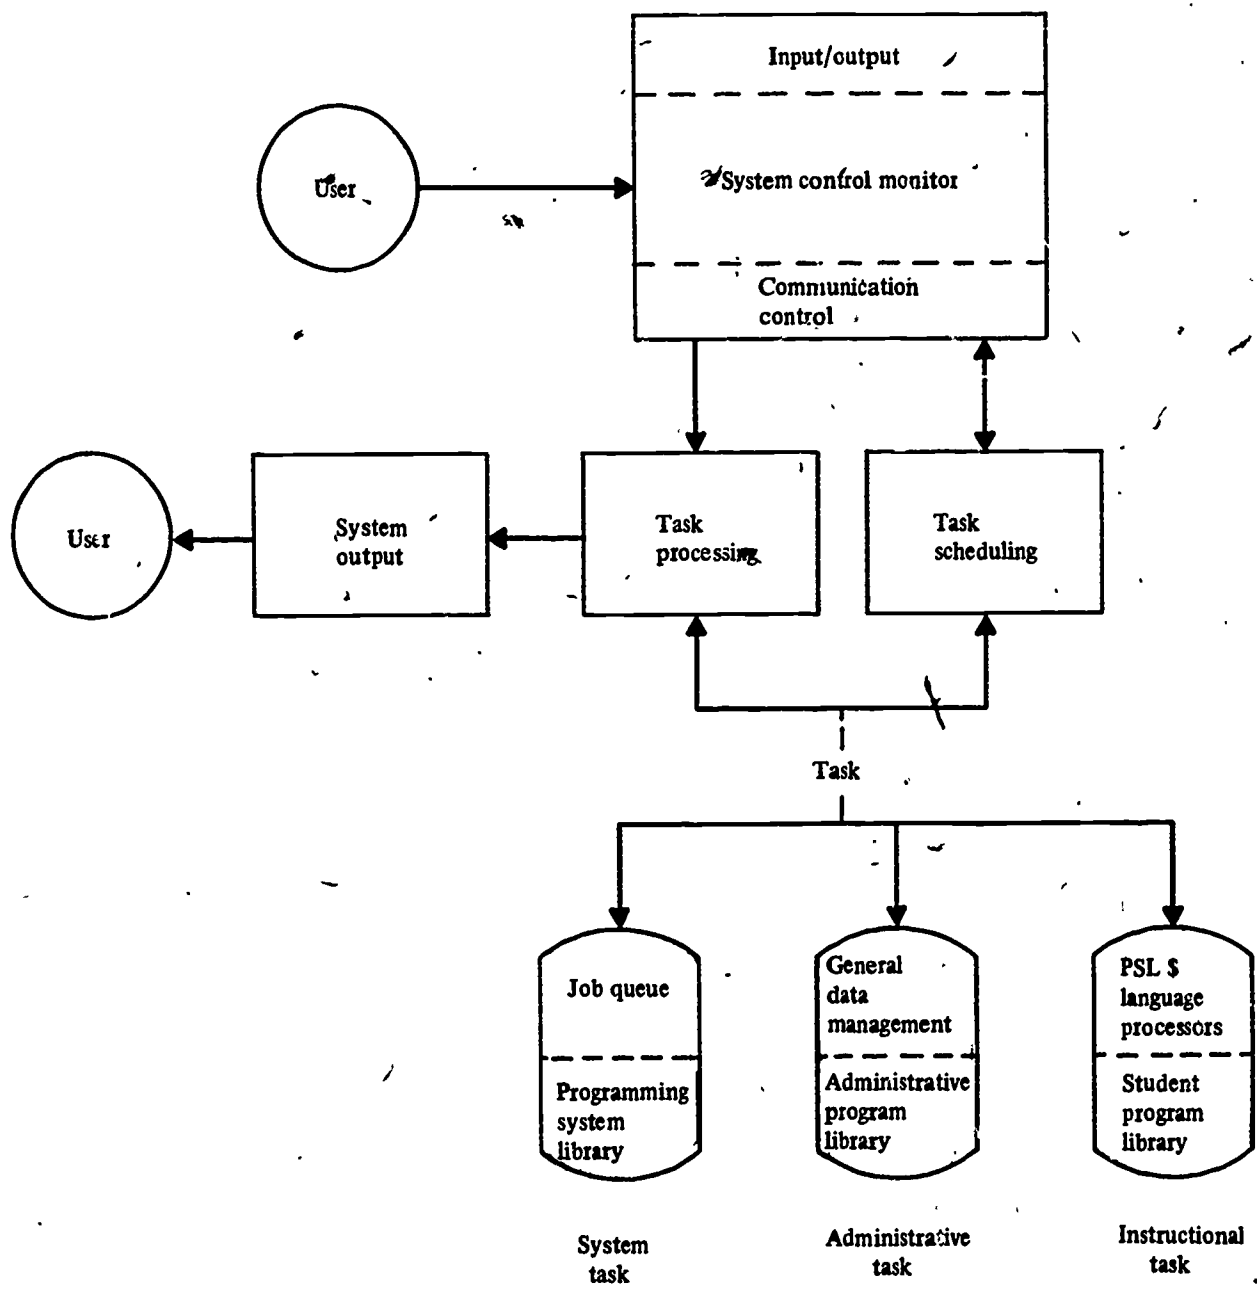 Input/output
User
System control monitor
Communication
control
User
System
output
Task
processing
Task
scheduling
Task
Job queue
Programming
system
library
General
data
management
Administrative
program
library
PSL $
language
processors
Student
program
library
System
task
Administrative
task
Instructional
task